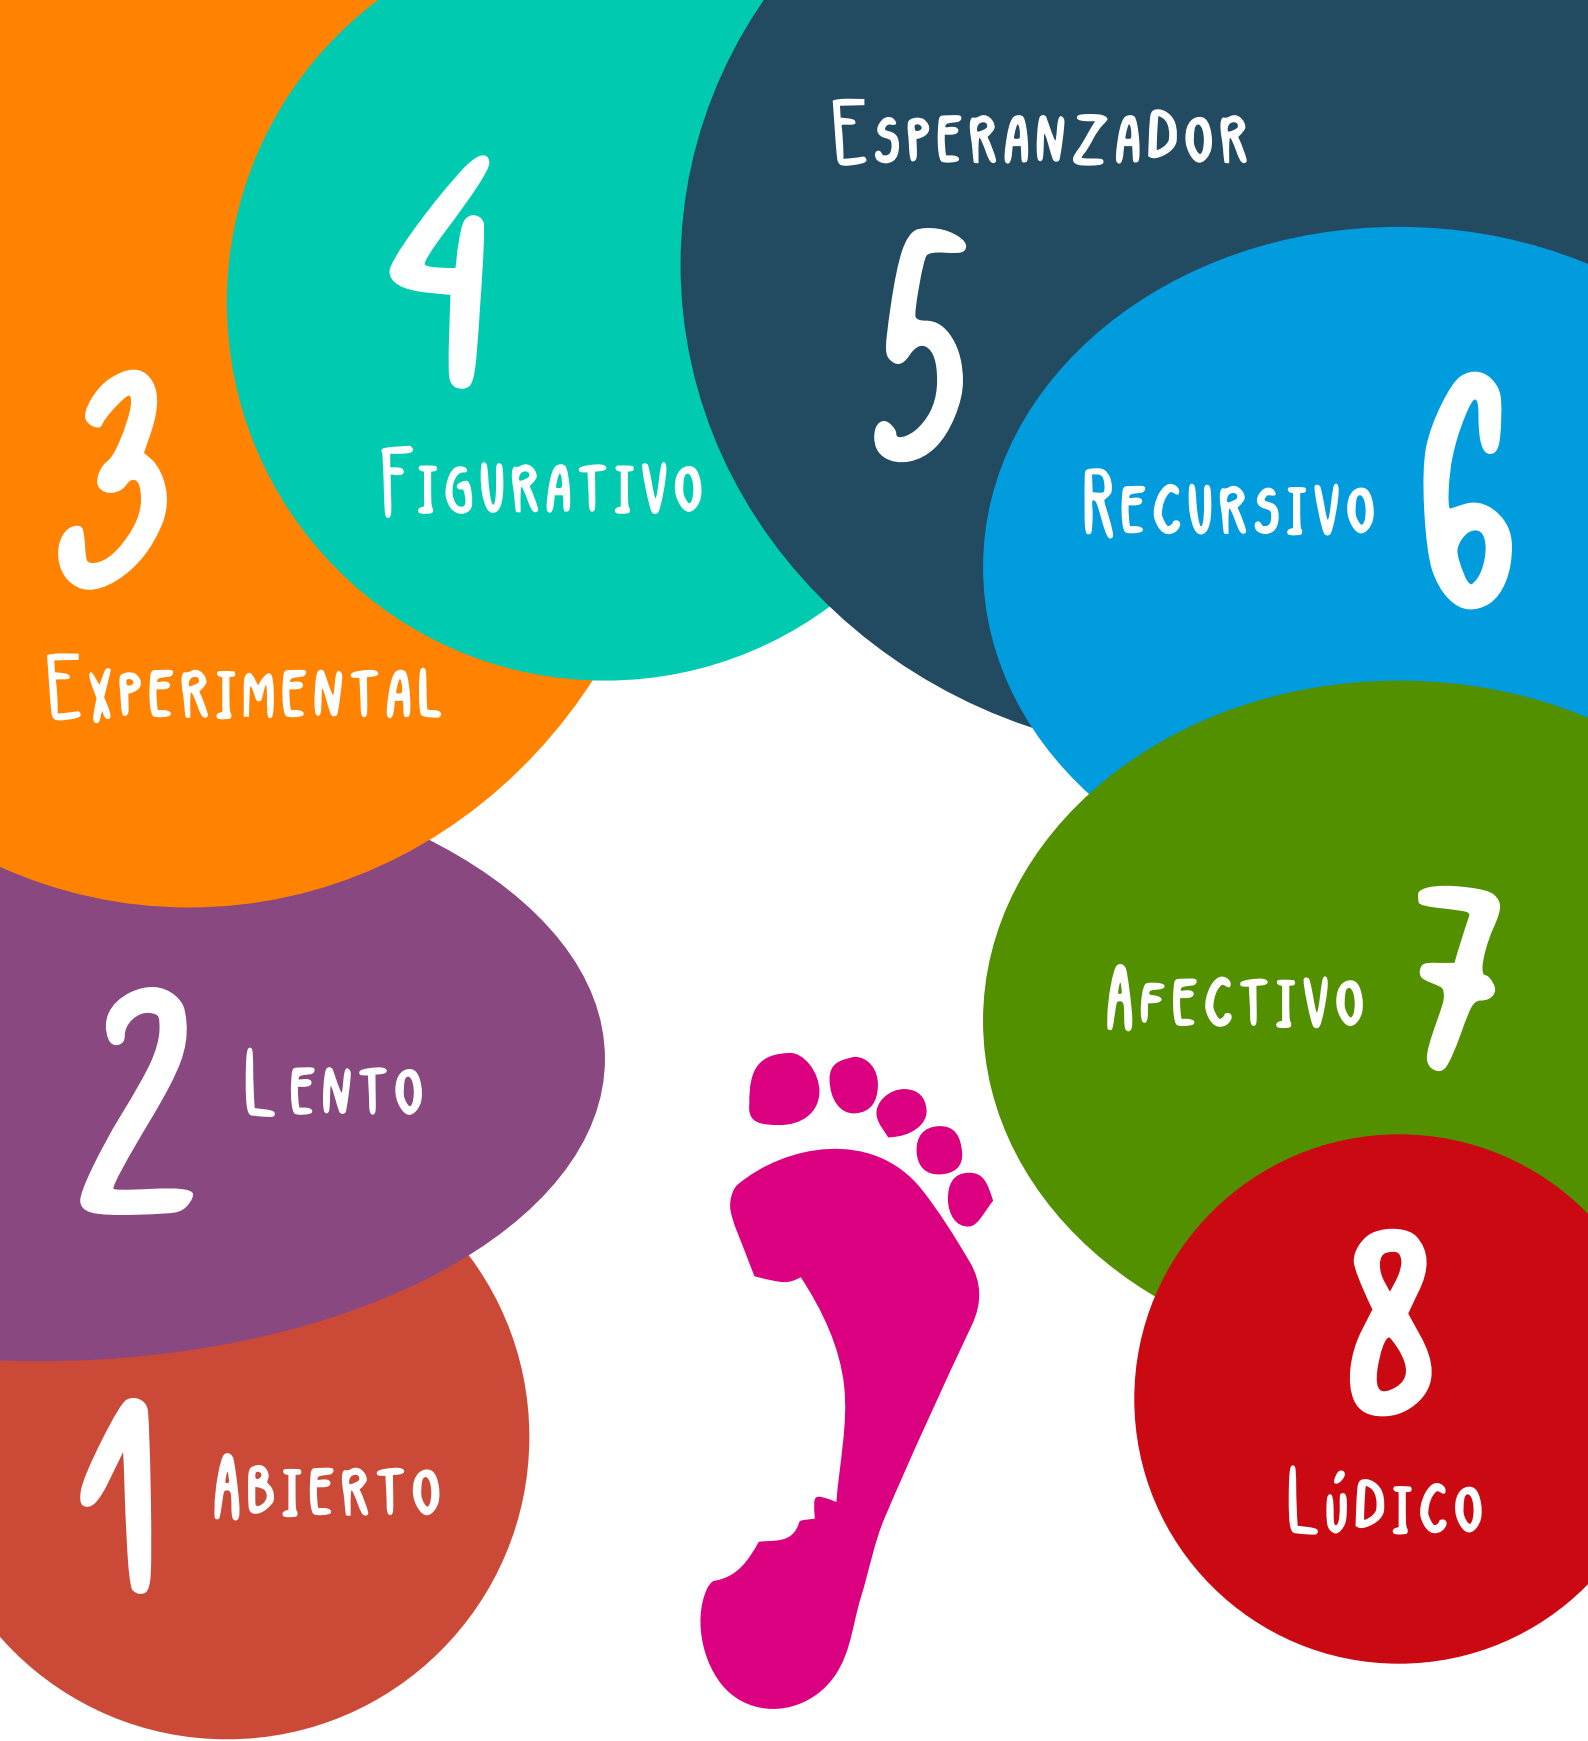 1
Abierto
2
Lento
3
Experimental
4
Figurativo
Esperanzador
5
Recursivo
6
Afectivo
7
8
Lúdico